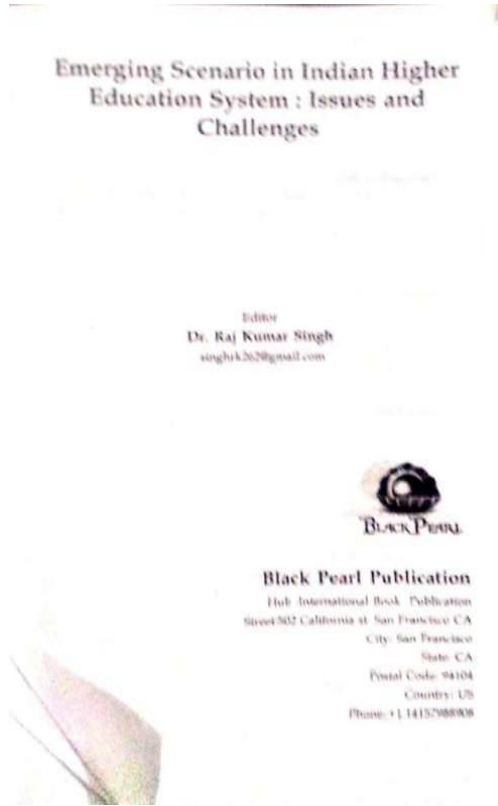 Emerging Scenario in Indian Higher
Education System : Issues and
Challenges
Editor
Dr. Raj Kumar Singh
singhrk262@gmail.com
BLACK PEARL
Black Pearl Publication
Hub International Book Publication
Street:502 California st San Francisco CA
City: San Francisco
State: CA
Postal Code: 94104
Country: US
Phone: +1 14157988908